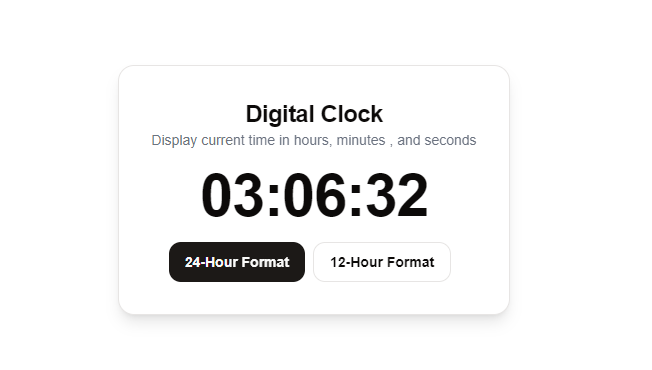 Digital Clock
Display current time in hours, minutes , and seconds
03:06:32
24-Hour Format 12-Hour Format